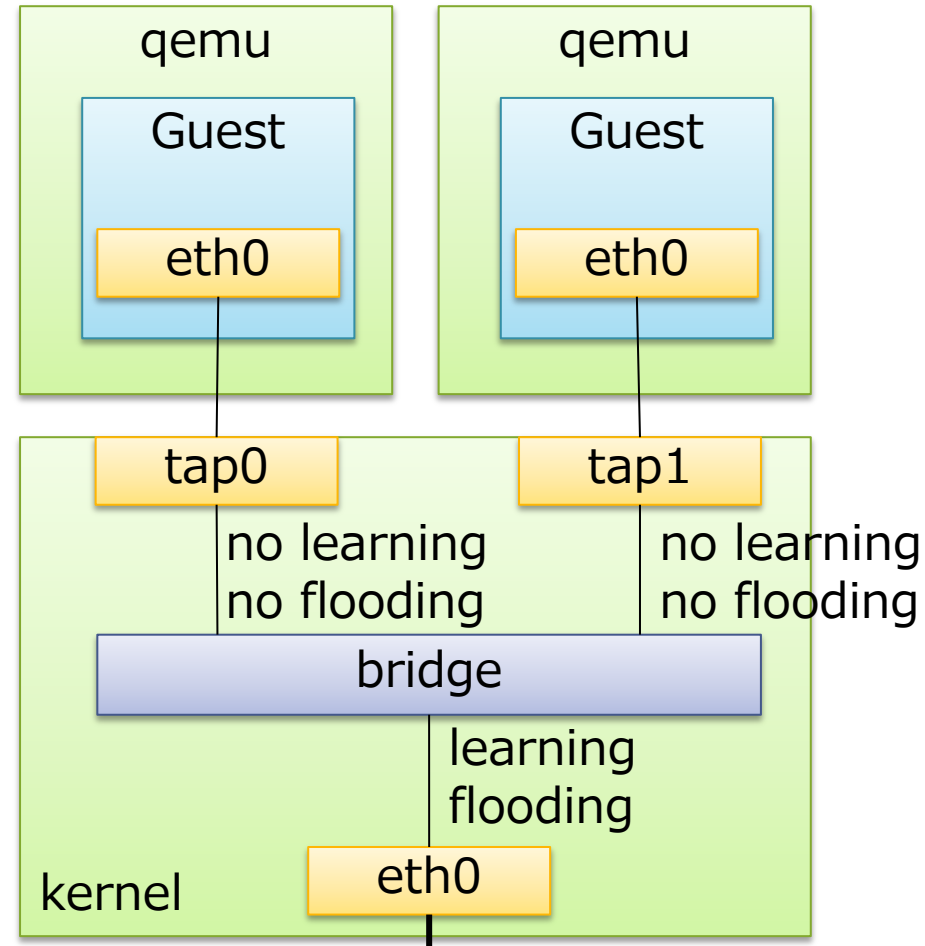 qemu
qemu
Guest
Guest
eth0
eth0
tap0
tap1
no learning
no flooding
no learning
no flooding
bridge
learning
flooding
eth0
kernel